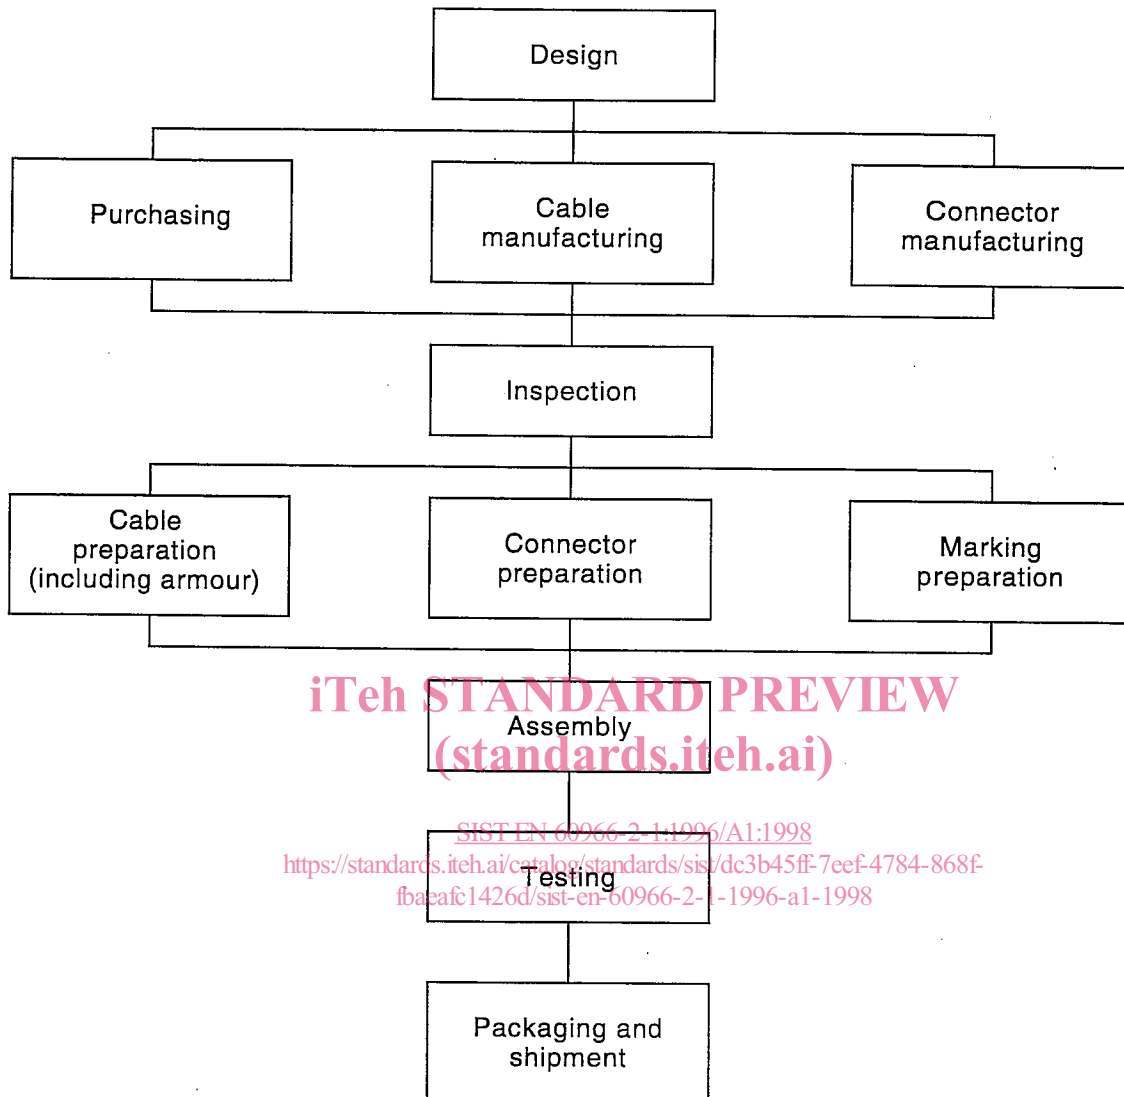 Design
Purchasing
Cable
manufacturing
Connector
manufacturing
Inspection
Cable
preparation
(including armour)
Connector
preparation
Marking
preparation
iTeh STANDARD PREVIEW
Assembly
(standards.iteh.ai)
SIST EN 60966-2-1:1996/A1:1998
https://standards.iteh.ai/catalog/standards/sist/dc3b45ff-7eef-4784-868f-
Testing
fbaeafc1426d/sist-en-60966-2-1-1996-a1-1998
Packaging and
shipment